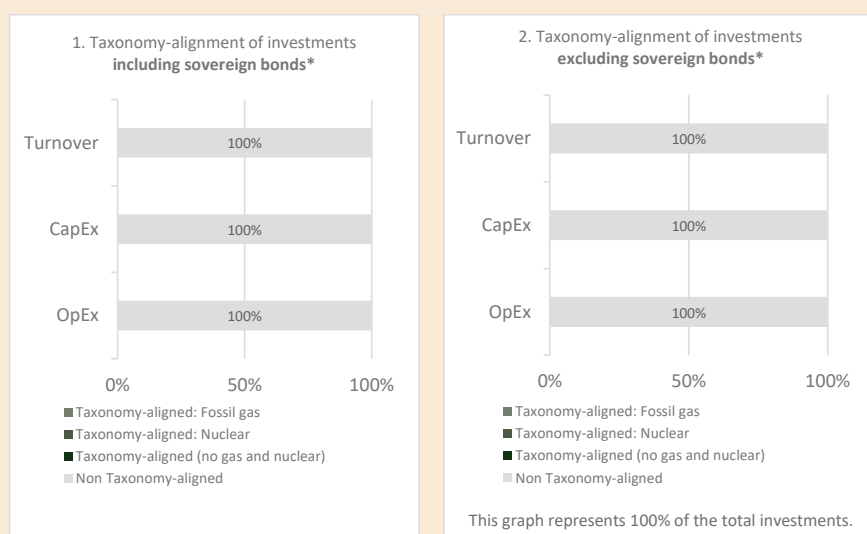 1. Taxonomy-alignment of investments
including sovereign bonds*
Turnover
100%
CapEx
100%
OpEx
100%
0%
50%
100%
Taxonomy-aligned: Fossil gas
Taxonomy-aligned: Nuclear
Taxonomy-aligned (no gas and nuclear)
Non Taxonomy-aligned
2. Taxonomy-alignment of investments
excluding sovereign bonds*
Turnover
100%
CapEx
100%
OpEx
100%
0%
50%
100%
Taxonomy-aligned: Fossil gas
Taxonomy-aligned: Nuclear
Taxonomy-aligned (no gas and nuclear)
Non Taxonomy-aligned
This graph represents 100% of the total investments.